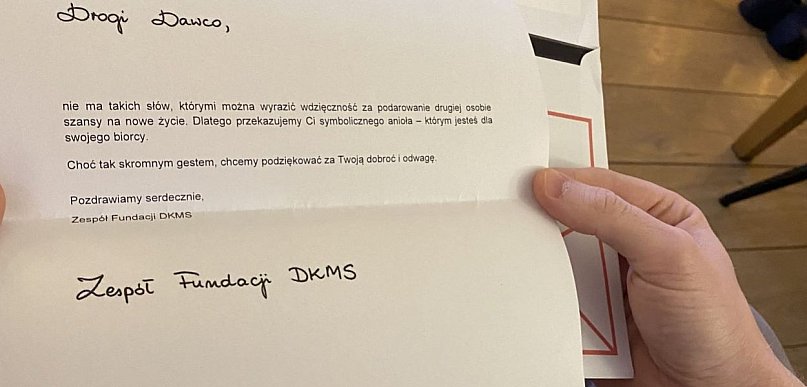 Drogi Dawco,
nie ma takich słów, którymi można wyrazić wdzięczność za podarowanie drugiej osobie
szansy na nowe życie. Dlatego przekazujemy Ci symbolicznego anioła – którym jesteś dla
swojego biorcy.
Choć tak skromnym gestem, chcemy podziękować za Twoją dobroć i odwagę.
Pozdrawiamy serdecznie,
Zespół Fundacji DKMS
Zespół Fundacji DKMS